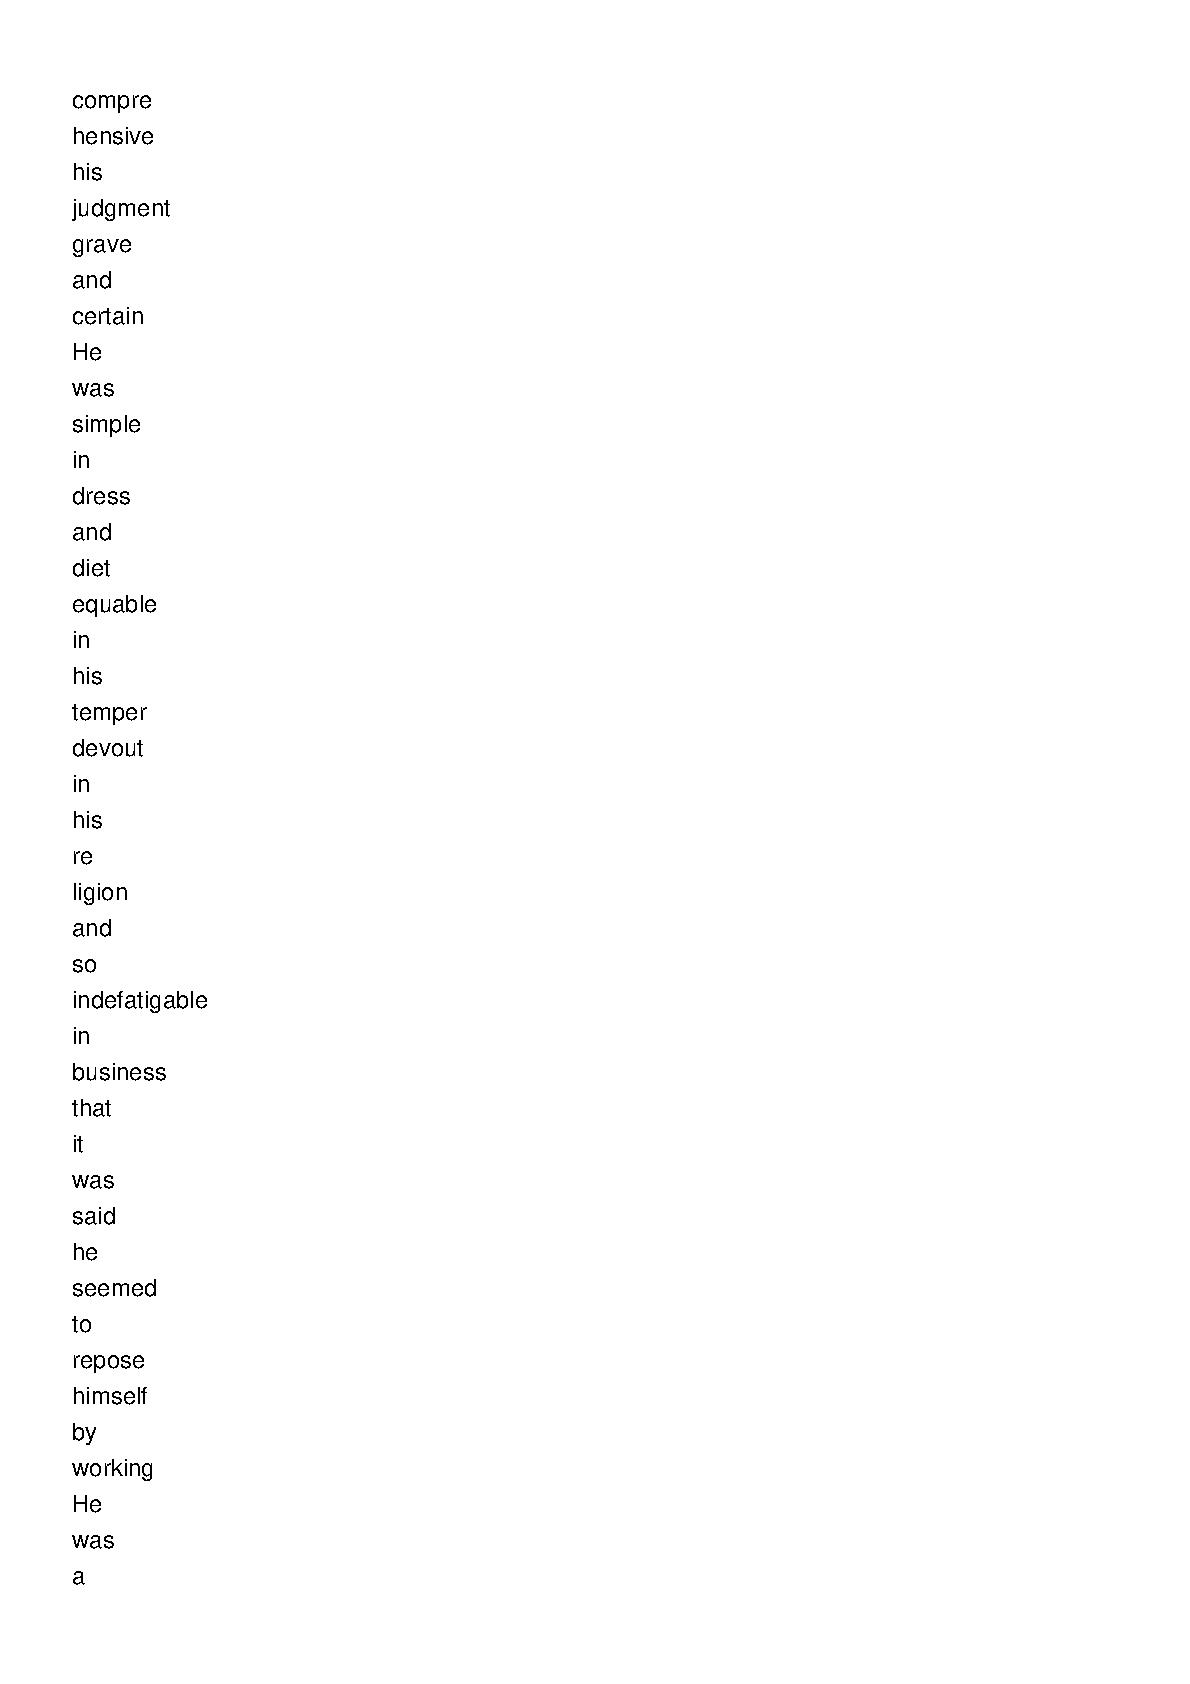 compre
hensive
his
judgment
grave
and
certain
He
was
simple
in
dress
and
diet
equable
in
his
temper
devout
in
his
re
ligion
and
so
indefatigable
in
business
that
it
was
said
he
seemed
to
repose
himself
by
working
He
was
a